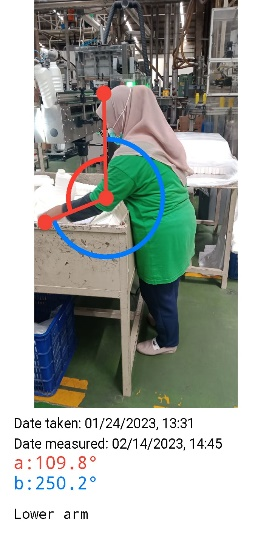 Date taken: 01/24/2023, 13:31
Date measured: 02/14/2023, 14:45
a:109.8°
b:250.2°
Lower arm